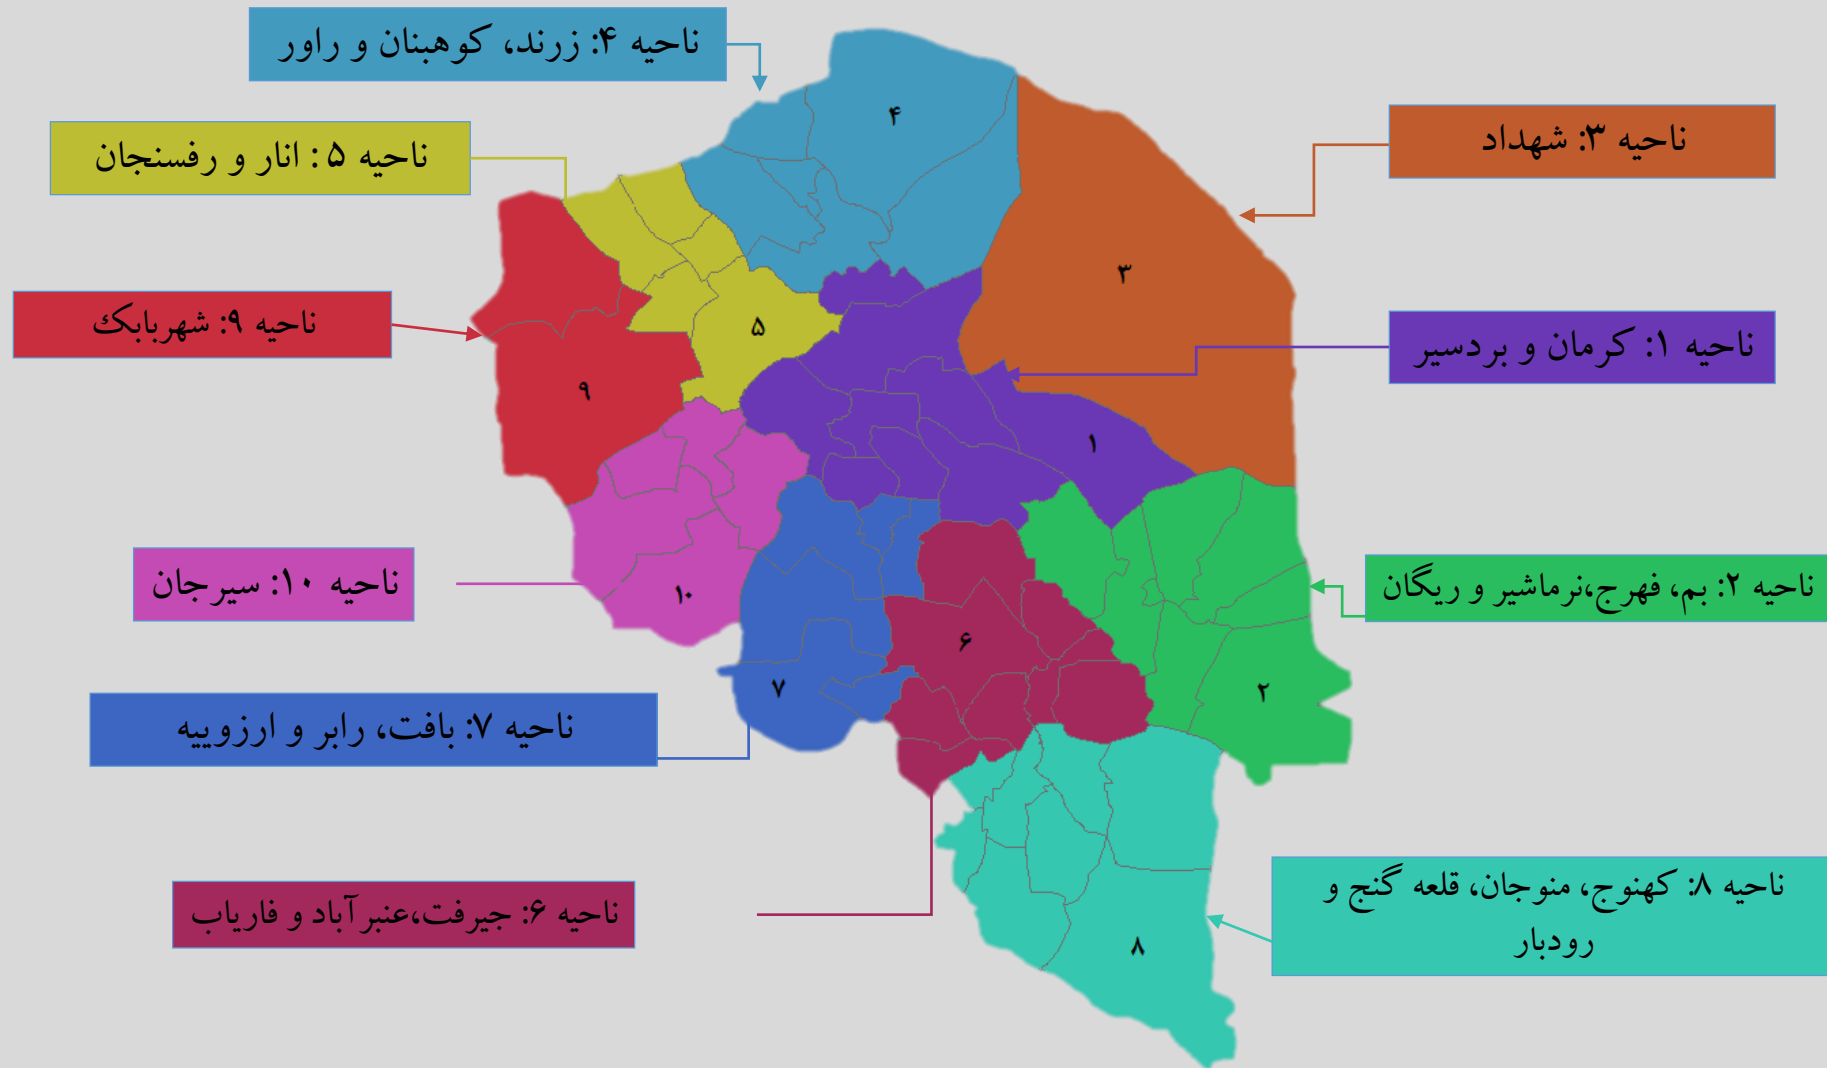 ناحیه ۴: زرند، کوهبنان و راور
ناحیه ۳: شهداد
ناحیه ۵: انار و رفسنجان
ناحیه ۹: شهربابک
ناحیه ۱: کرمان و بردسیر
ناحیه ۱۰: سیرجان
ناحیه ۲: بم، فهرج،نرماشیر و ریگان
ناحیه ۷: بافت، رابر و ارزوییه
ناحیه ۶: جیرفت،عنبرآباد و فاریاب
ناحیه ۸: کهنوج، منوجان، قلعه گنج و
رودبار
۴
۳
۵
۹
۱
۱۰
۶
۷
۲
۸